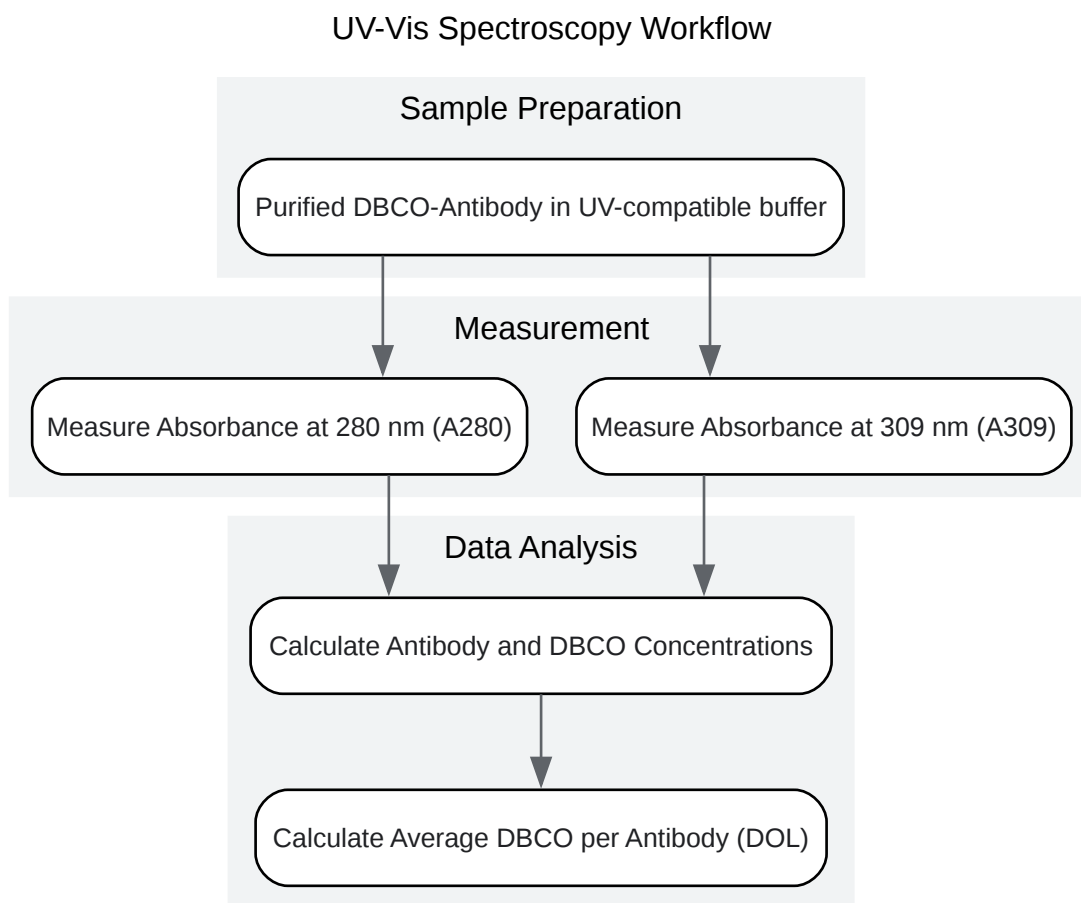 UV-Vis Spectroscopy Workflow
Sample Preparation
Purified DBCO-Antibody in UV-compatible buffer
Measurement
Measure Absorbance at 280 nm (A280)
Measure Absorbance at 309 nm (A309)
Data Analysis
Calculate Antibody and DBCO Concentrations
Calculate Average DBCO per Antibody (DOL)